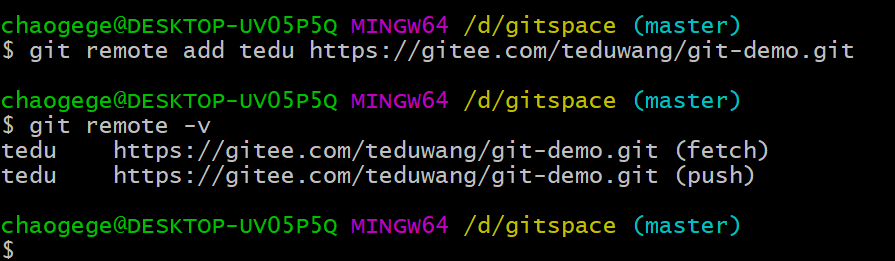 chaogege@DESKTOP-UV05P5Q MINGW64 /d/gitspace (master)
$ git remote add tedu https://gitee.com/teduwang/git-demo.git
chaogege@DESKTOP-UV05P5Q MINGW64 /d/gitspace (master)
$ git remote -v
tedu    https://gitee.com/teduwang/git-demo.git (fetch)
tedu    https://gitee.com/teduwang/git-demo.git (push)
chaogege@DESKTOP-UV05P5Q MINGW64 /d/gitspace (master)
$